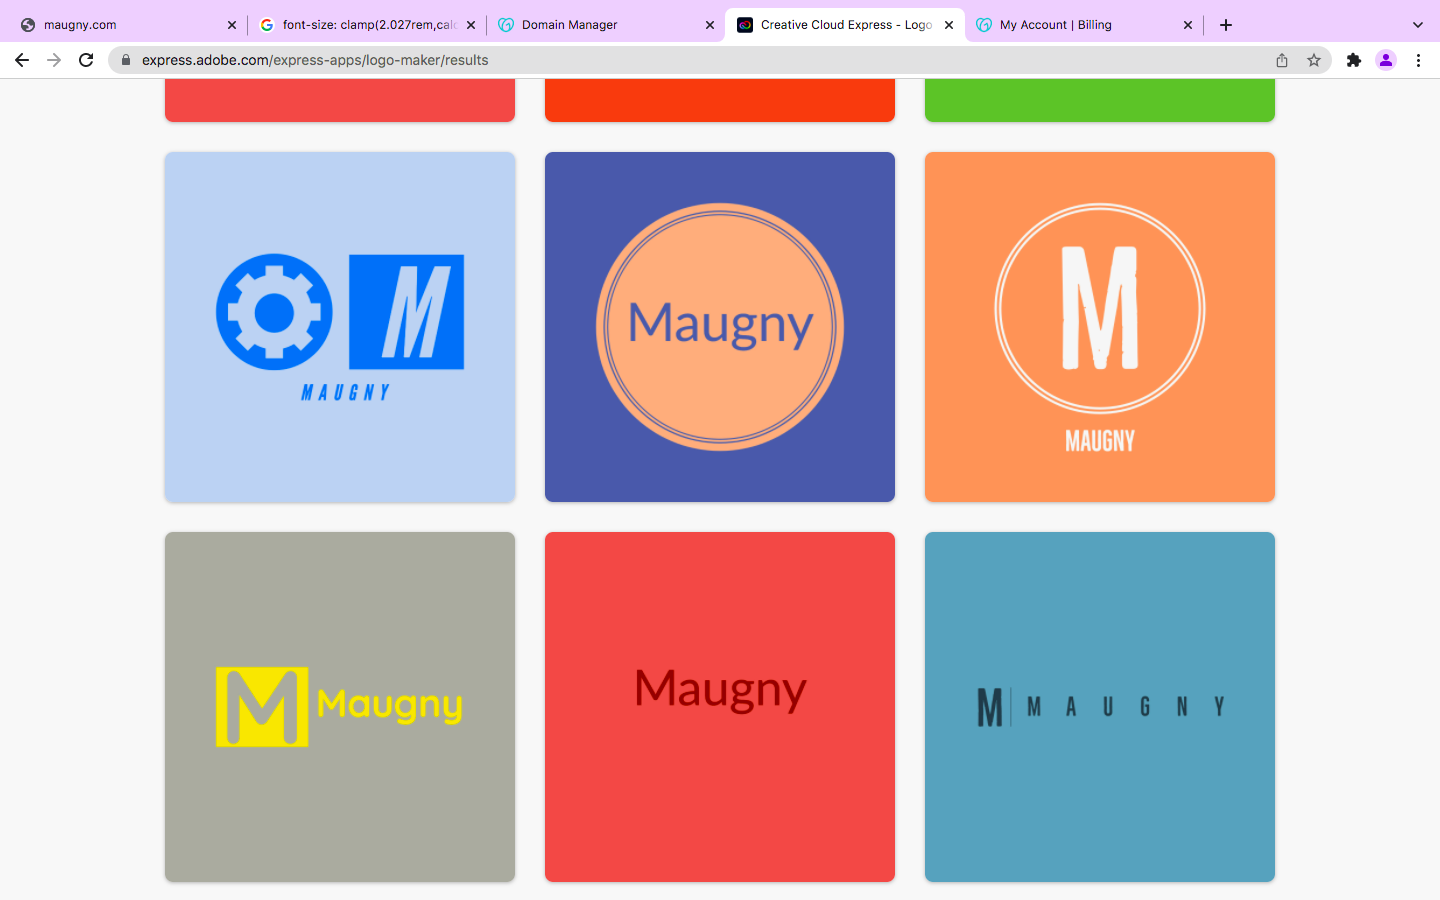 maugny.com
font-size: clamp(2.027rem,calc
Domain Manager
Creative Cloud Express - Logo
My Account | Billing
express.adobe.com/express-apps/logo-maker/results
M
MAUGNY
Maugny
M
MAUGNY
M Maugny
Maugny
M | MAUGNY